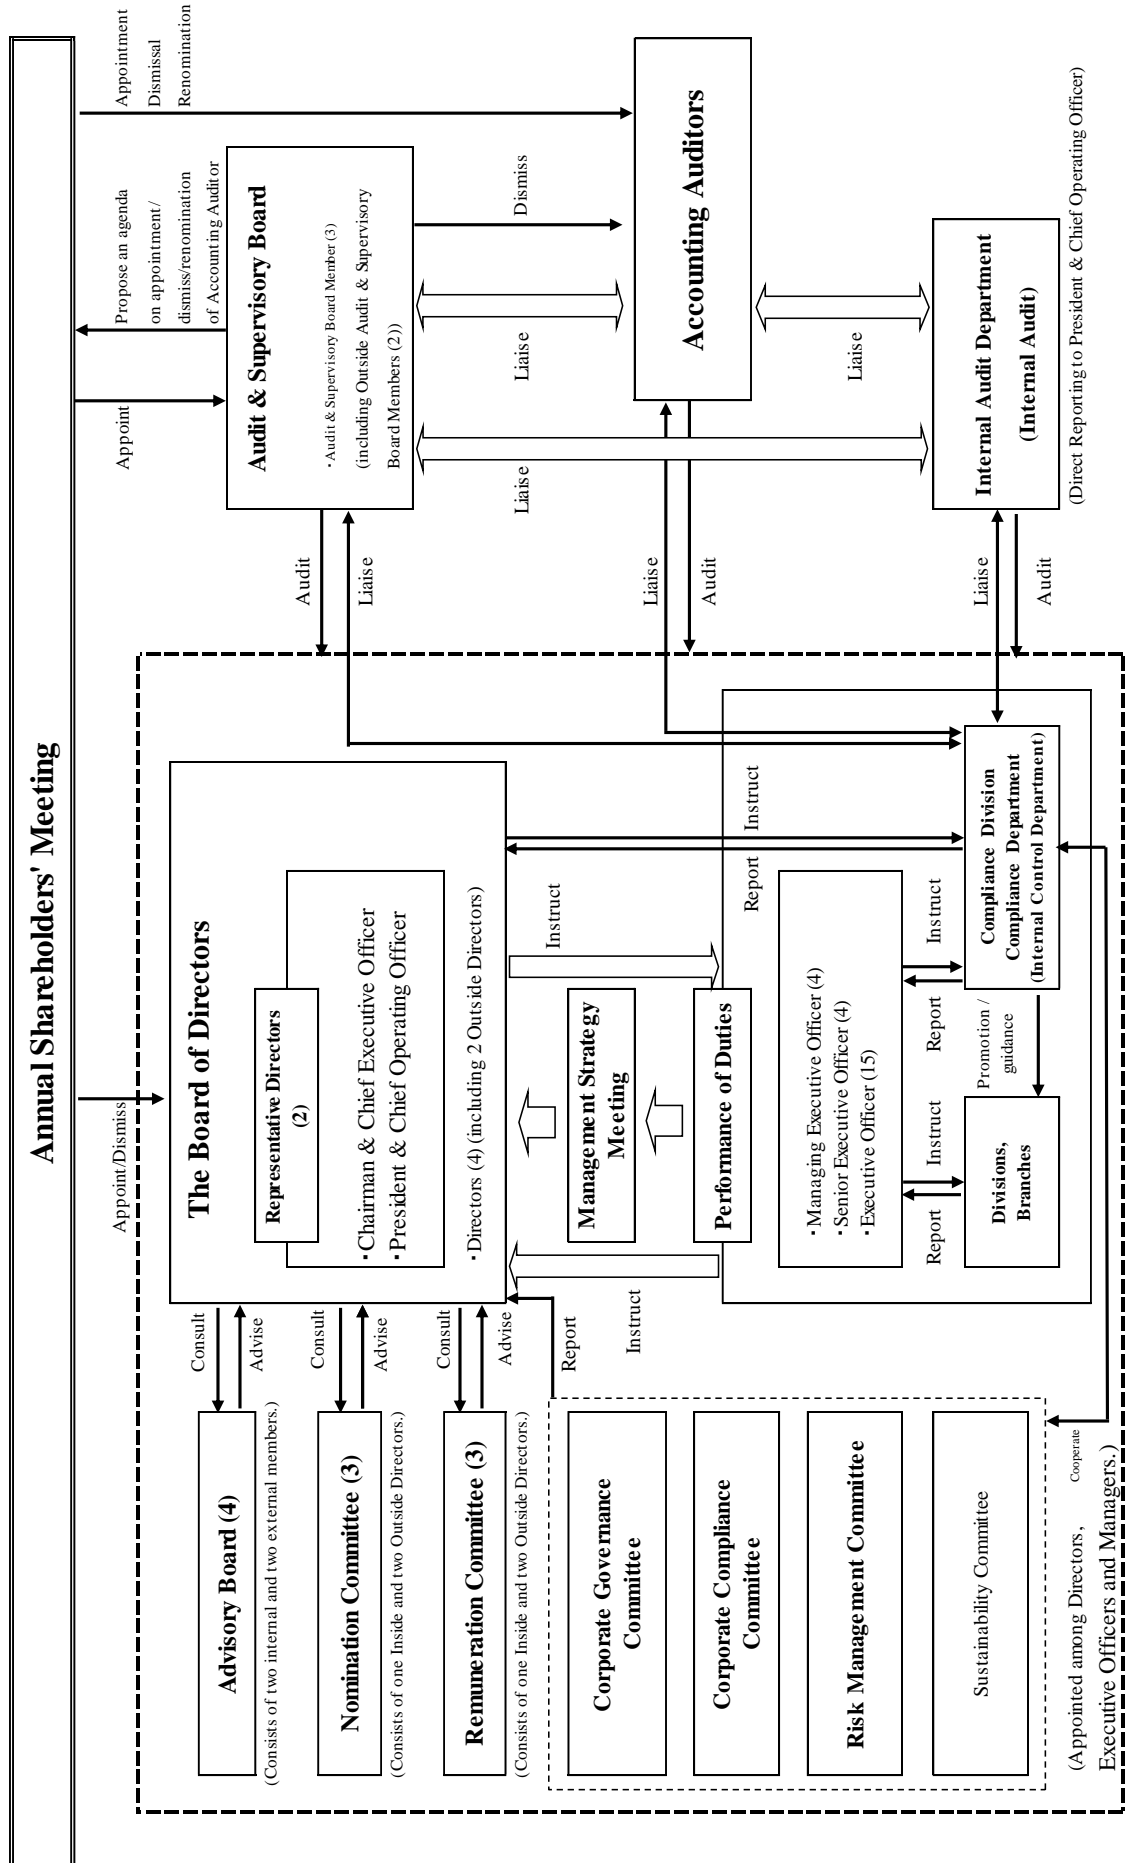 Annual Shareholders' Meeting
Appoint/Dismiss
Appoint
Propose an agenda
on appointment/
dismiss/renomination
of Accounting Auditor
Appointment
Dismissal
Renomination
Advisory Board (4)
(Consists of two internal and two external members.)
Consult
Advise
Nomination Committee (3)
(Consists of one Inside and two Outside Directors.)
Consult
Advise
Remuneration Committee (3)
(Consists of one Inside and two Outside Directors.)
Consult
Advise
The Board of Directors
Representative Directors
(2)
・Chairman & Chief Executive Officer
・President & Chief Operating Officer
・Directors (4) (including 2 Outside Directors)
Audit
Liaise
Audit & Supervisory Board
・Audit & Supervisory Board Member (3)
(including Outside Audit & Supervisory
Board Members (2))
Report
Instruct
Instruct
Management Strategy
Meeting
Liaise
Liaise
Dismiss
Corporate Governance
Committee
Corporate Compliance
Committee
Risk Management Committee
Sustainability Committee
Performance of Duties
Report
Instruct
Liaise
Audit
Accounting Auditors
・Managing Executive Officer (4)
・Senior Executive Officer (4)
・Executive Officer (15)
Liaise
Report
Instruct
Report
Instruct
Divisions,
Branches
Promotion /
guidance
Compliance Division
Compliance Department
(Internal Control Department)
Liaise
Audit
Internal Audit Department
(Internal Audit)
(Direct Reporting to President & Chief Operating Officer)
Cooperate
(Appointed among Directors,
Executive Officers and Managers.)